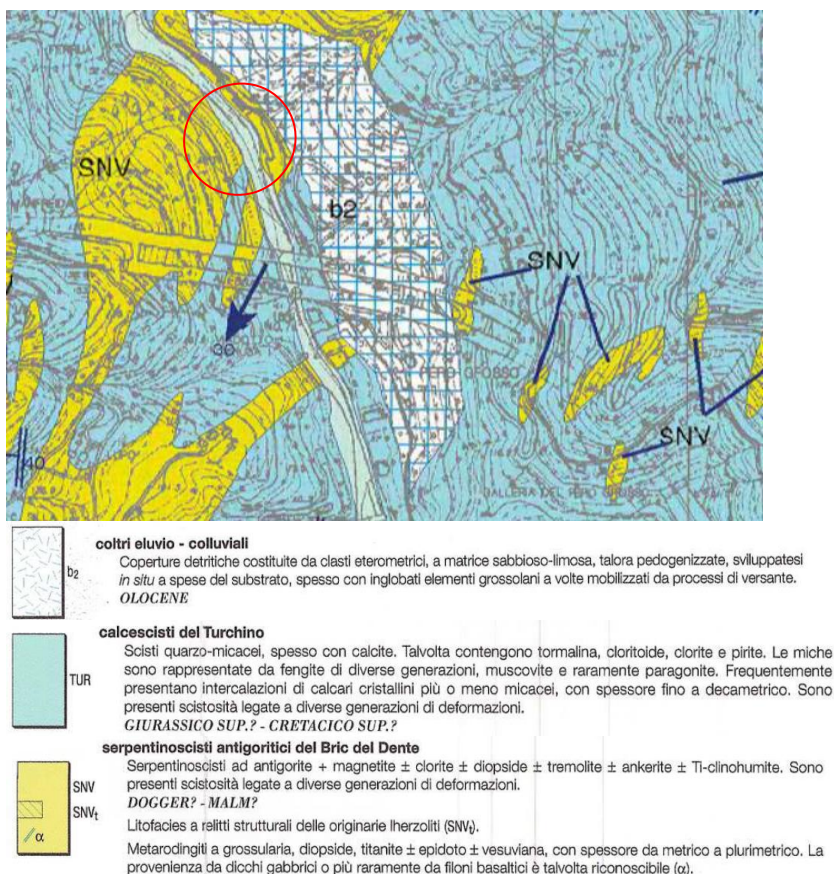 SNV
b2
SNV
30
PERO GROSSO
SNV
40
GALLERIA DEL PERO GROSSO
coltri eluvio - colluviali
Coperture detritiche costituite da clasti eterometrici, a matrice sabbioso-limosa, talora pedogenizzate, sviluppatesi
b2
in situ a spese del substrato, spesso con inglobati elementi grossolani a volte mobilizzati da processi di versante.
OLOCENE
calcescisti del Turchino
Scisti quarzo-micacei, spesso con calcite. Talvolta contengono tormalina, cloritoide, clorite e pirite. Le miche
sono rappresentate da fengite di diverse generazioni, muscovite e raramente paragonite. Frequentemente
TUR
presentano intercalazioni di calcari cristallini più o meno micacei, con spessore fino a decametrico. Sono
presenti scistosità legate a diverse generazioni di deformazioni.
GIURASSICO SUP.? - CRETACICO SUP.?
serpentinoscisti antigoritici del Bric del Dente
Serpentinoscisti ad antigorite + magnetite ± clorite ± diopside ± tremolite ± ankerite ± Ti-clinohumite. Sono
SNV
presenti scistosità legate a diverse generazioni di deformazioni.
SNVt
DOGGER? - MALM?
Litofacies a relitti strutturali delle originarie lherzoliti (SNVt).
α
Metarodingiti a grossularia, diopside, titanite ± epidoto ± vesuviana, con spessore da metrico a plurimetrico. La
provenienza da dicchi gabbrici o più raramente da filoni basaltici è talvolta riconoscibile (α).